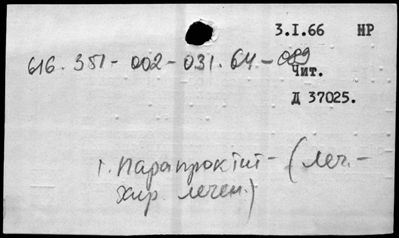 3.I.66 НР
616.351-002-031.64-089
Чит.
Д 37025.
1. Парапроктит - (леч.-
хир. лечен.)